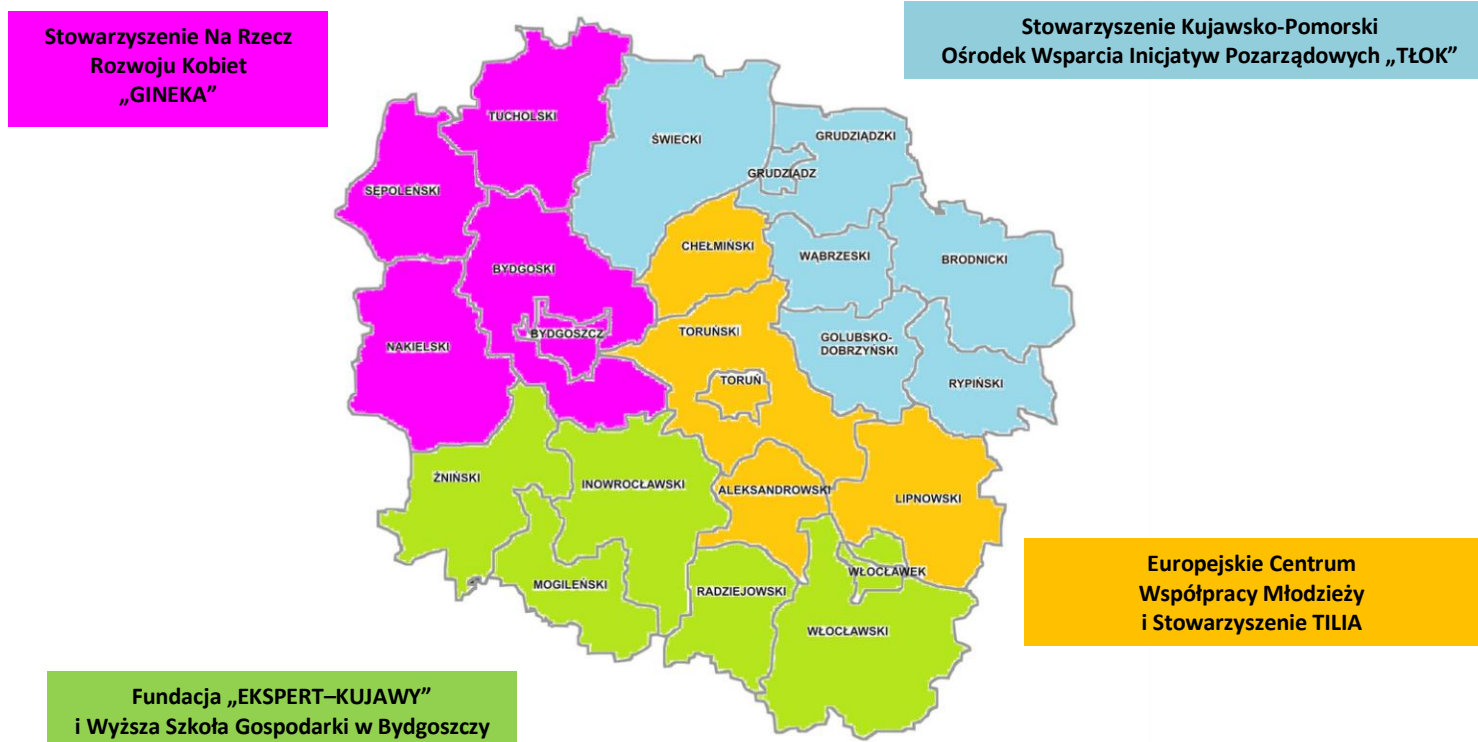 Stowarzyszenie Na Rzecz
Rozwoju Kobiet
„GINEKA”
Stowarzyszenie Kujawsko-Pomorski
Ośrodek Wsparcia Inicjatyw Pozarządowych „TŁOK”
TUCHOLSKI
ŚWIECKI
GRUDZIĄDZKI
GRUDZIĄDZ
SĘPOLEŃSKI
CHEŁMIŃSKI
WĄBRZESKI
BRODNICKI
BYDGOSKI
BYDGOSZCZ
TORUŃSKI
GOLUBSKO-
DOBRZYŃSKI
NAKIELSKI
TORUŃ
RYPIŃSKI
ŻNIŃSKI
INOWROCŁAWSKI
ALEKSANDROWSKI
LIPNOWSKI
WŁOCŁAWEK
MOGILEŃSKI
RADZIEJOWSKI
WŁOCŁAWSKI
Europejskie Centrum
Współpracy Młodzieży
i Stowarzyszenie TILIA
Fundacja „EKSPERT–KUJAWY”
i Wyższa Szkoła Gospodarki w Bydgoszczy